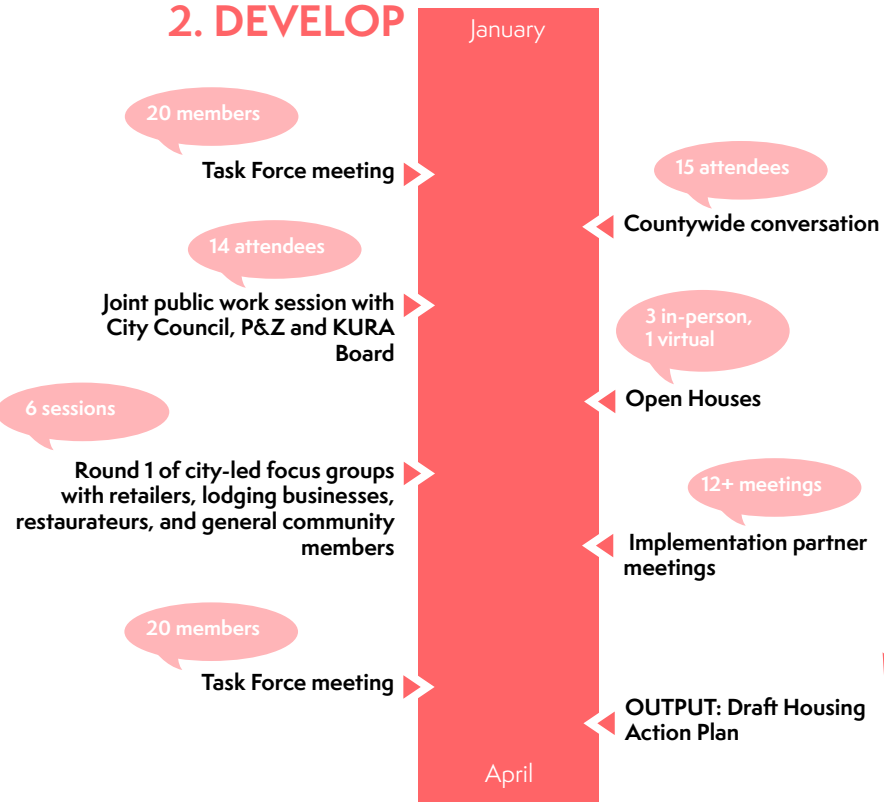 2. DEVELOP
January
20 members
Task Force meeting
15 attendees
Countywide conversation
14 attendees
Joint public work session with
City Council, P&Z and KURA
Board
3 in-person,
1 virtual
Open Houses
6 sessions
Round 1 of city-led focus groups
with retailers, lodging businesses,
restaurateurs, and general community
members
12+ meetings
Implementation partner
meetings
20 members
Task Force meeting
OUTPUT: Draft Housing
Action Plan
April